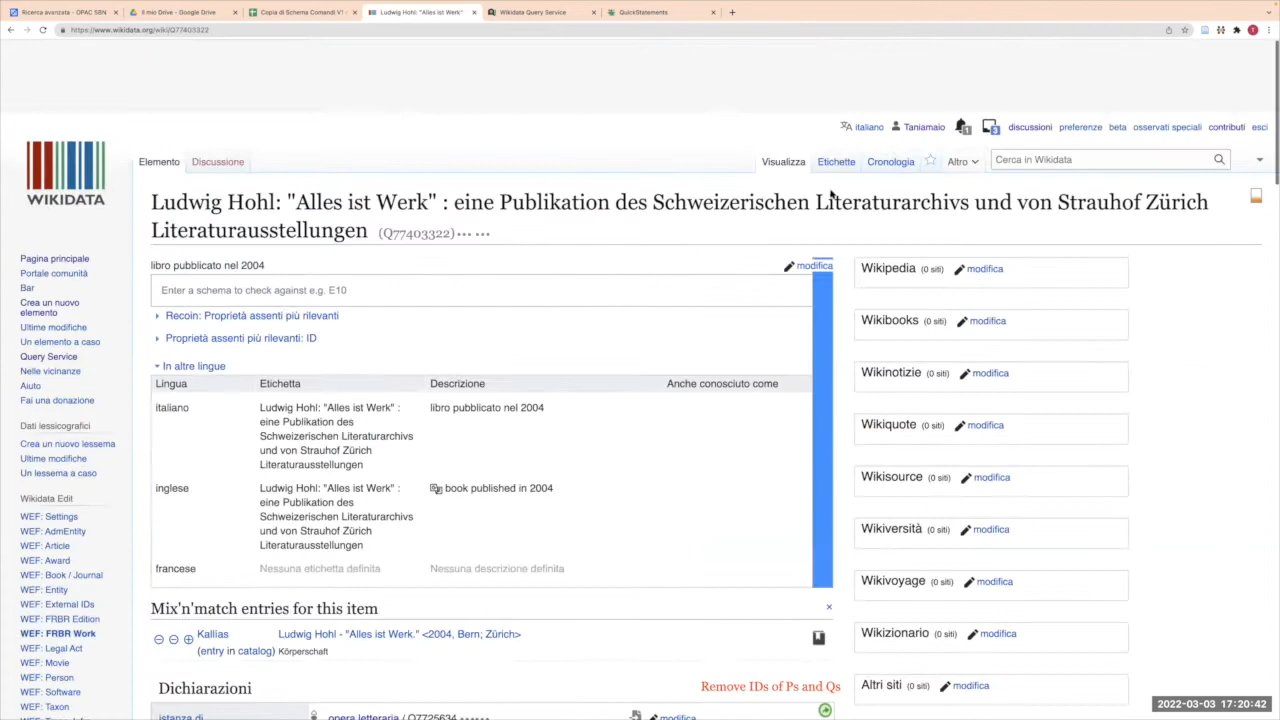 Ricerca avanzata - OPAC SBN
Il mio Drive - Google Drive
Copia di Schema Comandi V1
Ludwig Hohl: "Alles ist Werk"
Wikidata Query Service
QuickStatements
https://www.wikidata.org/wiki/Q77403322
italiano Taniamaio 1 3 discussioni preferenze beta osservati speciali contributi esci
WIKIDATA
Elemento Discussione Visualizza Etichette Cronologia Altro Cerca in Wikidata
Ludwig Hohl: "Alles ist Werk" : eine Publikation des Schweizerischen Literaturarchivs und von Strauhof Zürich
Literaturausstellungen (Q77403322)
Pagina principale
Portale comunità
Bar
Crea un nuovo
elemento
Ultime modifiche
Un elemento a caso
Query Service
Nelle vicinanze
Aiuto
Fai una donazione
Dati lessicografici
Crea un nuovo lessema
Ultime modifiche
Un lessema a caso
Wikidata Edit
WEF: Settings
WEF: AdmEntity
WEF: Article
WEF: Award
WEF: Book / Journal
WEF: Entity
WEF: External IDs
WEF: FRBR Edition
WEF: FRBR Work
WEF: Legal Act
WEF: Movie
WEF: Person
WEF: Software
WEF: Taxon
libro pubblicato nel 2004 modifica
Enter a schema to check against e.g. E10
Recoin: Proprietà assenti più rilevanti
Proprietà assenti più rilevanti: ID
In altre lingue
Lingua Etichetta Descrizione Anche conosciuto come
italiano Ludwig Hohl: "Alles ist Werk" : libro pubblicato nel 2004
eine Publikation des
Schweizerischen Literaturarchivs
und von Strauhof Zürich
Literaturausstellungen
inglese Ludwig Hohl: "Alles ist Werk" : book published in 2004
eine Publikation des
Schweizerischen Literaturarchivs
und von Strauhof Zürich
Literaturausstellungen
francese Nessuna etichetta definita Nessuna descrizione definita
Mix'n'match entries for this item ×
Kallías Ludwig Hohl - "Alles ist Werk." <2004, Bern; Zürich>
(entry in catalog) Körperschaft
Dichiarazioni Remove IDs of Ps and Qs
istanza di opera letteraria / Q7725634 modifica
Wikipedia (0 siti) modifica
Wikibooks (0 siti) modifica
Wikinotizie (0 siti) modifica
Wikiquote (0 siti) modifica
Wikisource (0 siti) modifica
Wikiversità (0 siti) modifica
Wikivoyage (0 siti) modifica
Wikizionario (0 siti) modifica
Altri siti (0 siti) modifica
2022-03-03 17:20:42